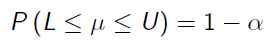 P (L ≤ μ ≤ U) = 1 − α